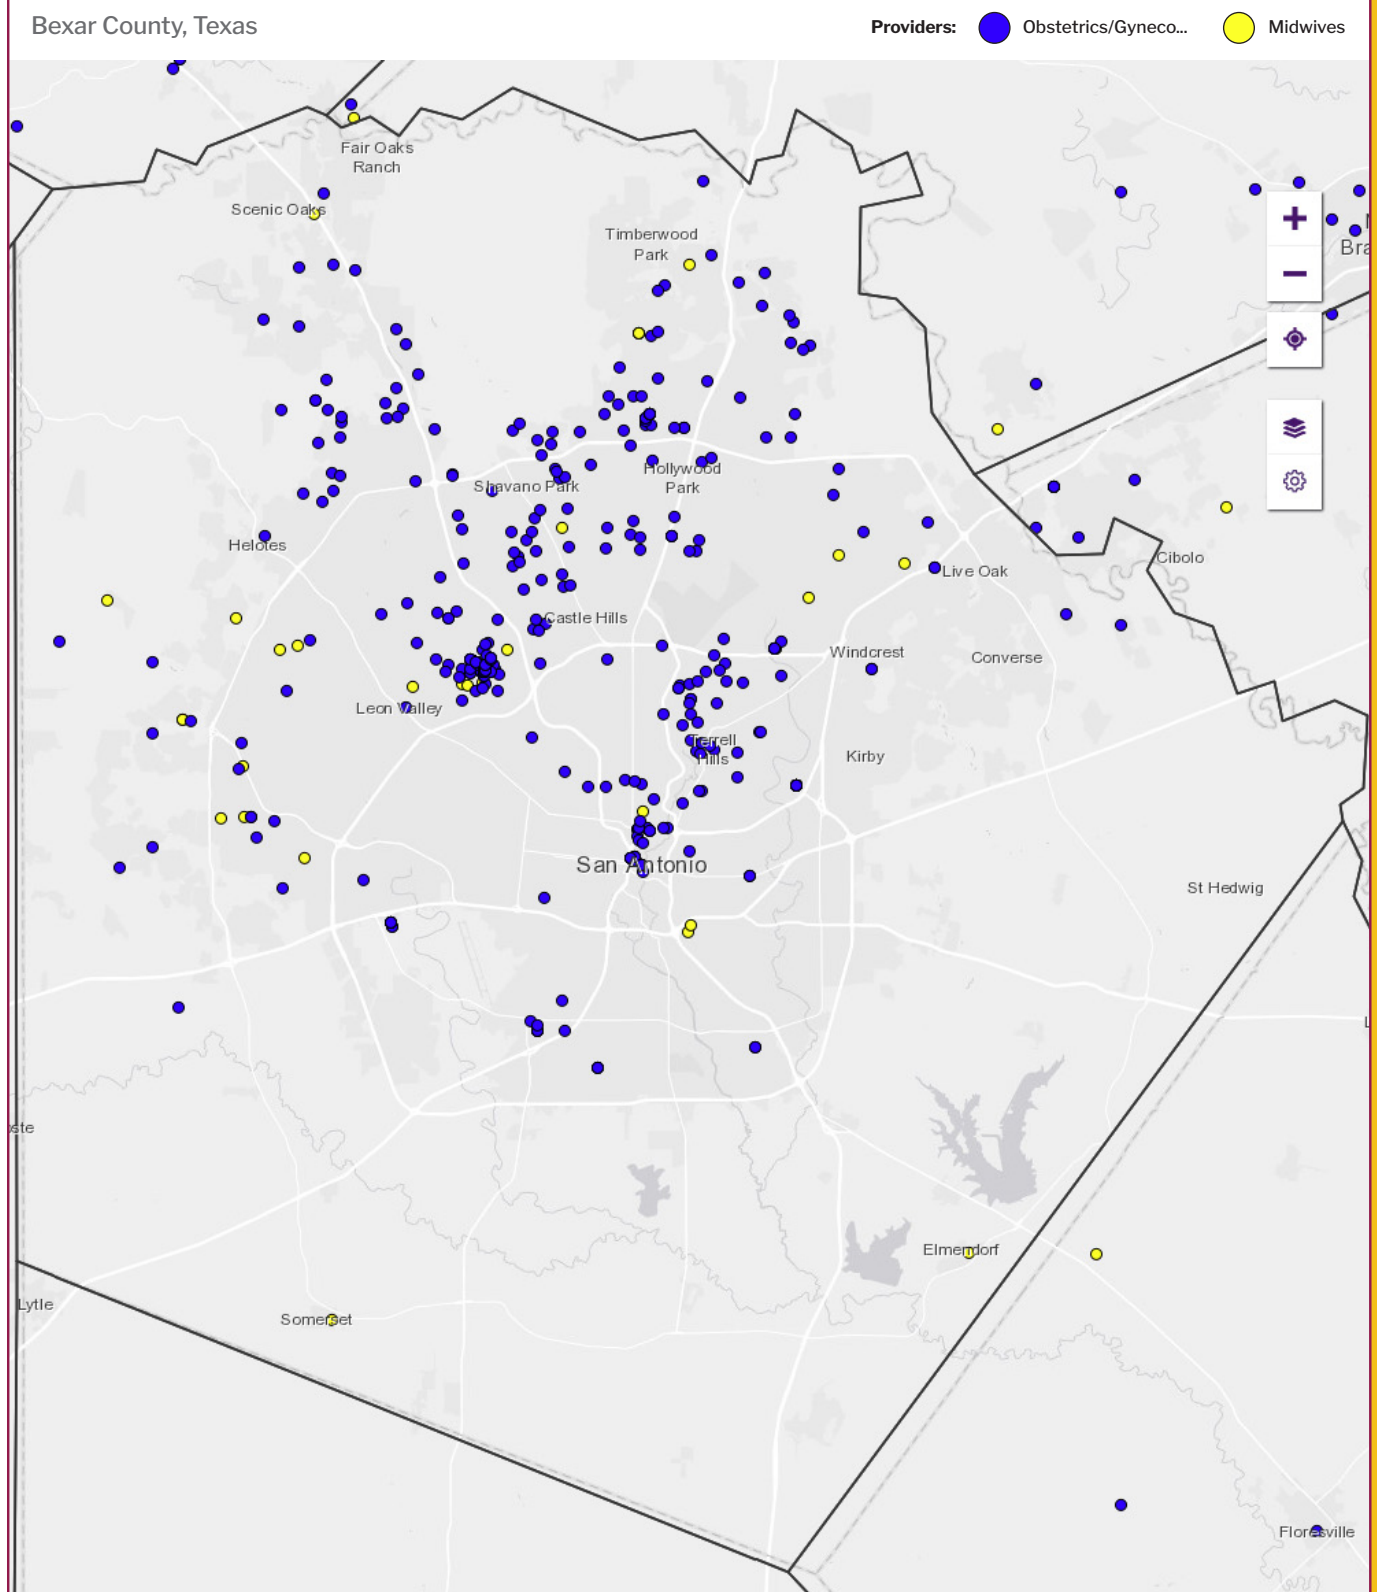 Bexar County, Texas
Providers:
Obstetrics/Gyneco...
Midwives
Fair Oaks
Ranch
Scenic Oaks
Timberwood
Park
Bra
Hollywood
Park
Shavano Park
Helotes
Cibolo
Live Oak
Castle Hills
Windcrest
Converse
Leon Valley
Terrell
Hills
Kirby
San Antonio
St Hedwig
Elmendorf
Lytle
Somerset
Floresville